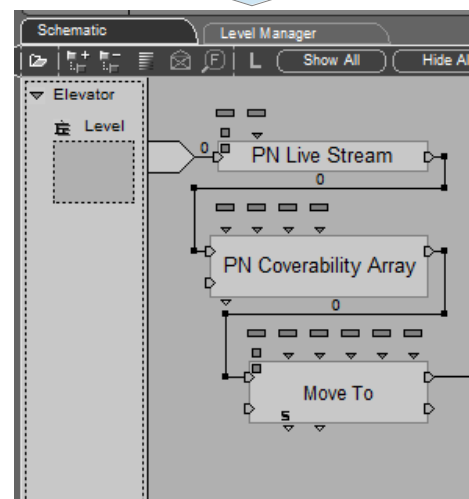 Schematic
Level Manager
F L Show All Hide Al
Elevator
Level
0
PN Live Stream
0
PN Coverability Array
0
Move To
s